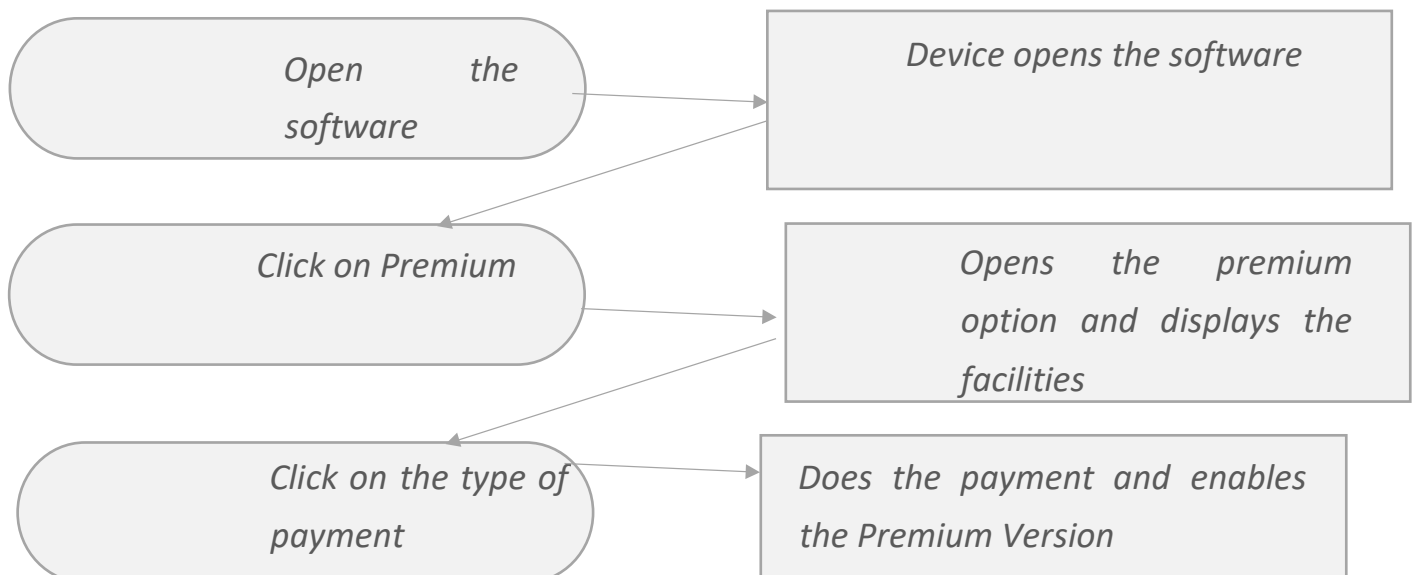 Open the
software
Device opens the software
Click on Premium
Opens the premium
option and displays the
facilities
Click on the type of
payment
Does the payment and enables
the Premium Version